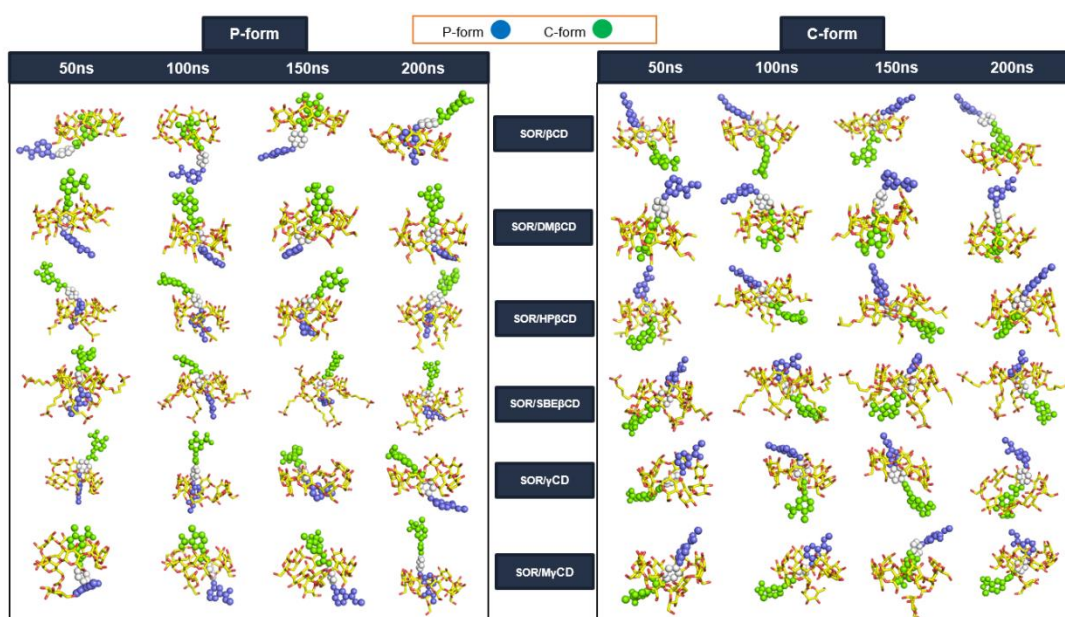 P-form
P-form C-form
C-form
50ns 100ns 150ns 200ns
50ns 100ns 150ns 200ns
SOR/βCD
SOR/DMβCD
SOR/HPβCD
SOR/SBEβCD
SOR/γCD
SOR/MγCD